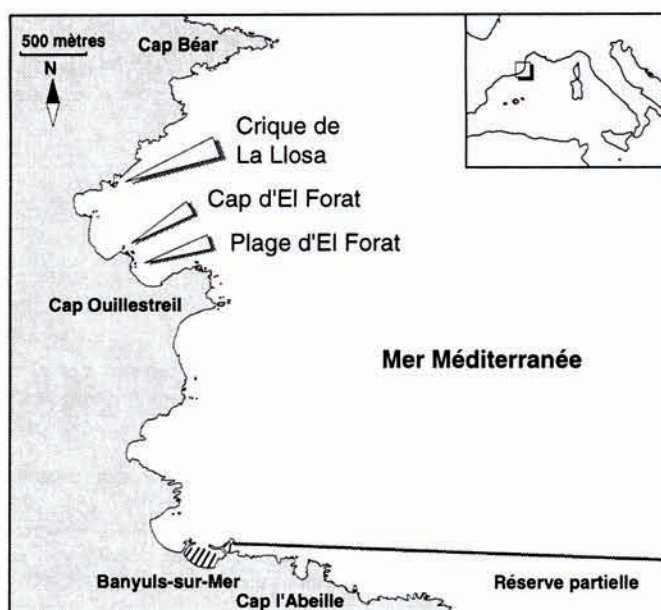 500 mètres
Cap Béar
N
Crique de
La Llosa
Cap d'El Forat
Plage d'El Forat
Cap Ouillestreil
Mer Méditerranée
Banyuls-sur-Mer
Réserve partielle
Cap l'Abeille